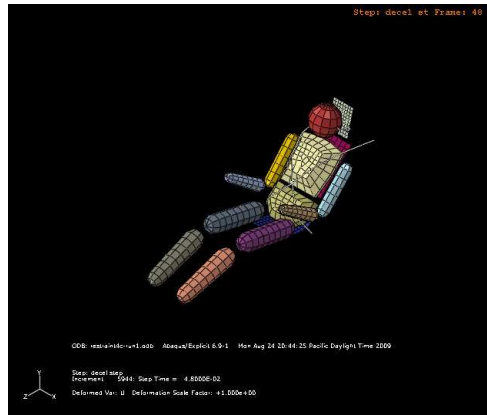 Step: decel st Frame: 48
ODB: restraint4c-run1.odb Abaqus/Explicit 6.9-1 Mon Aug 24 20:44:25 Pacific Daylight Time 2009
Step: decel step
Increment 5944: Step Time = 4.8000E-02
Deformed Var: U Deformation Scale Factor: +1.000e+00
Y
Z X